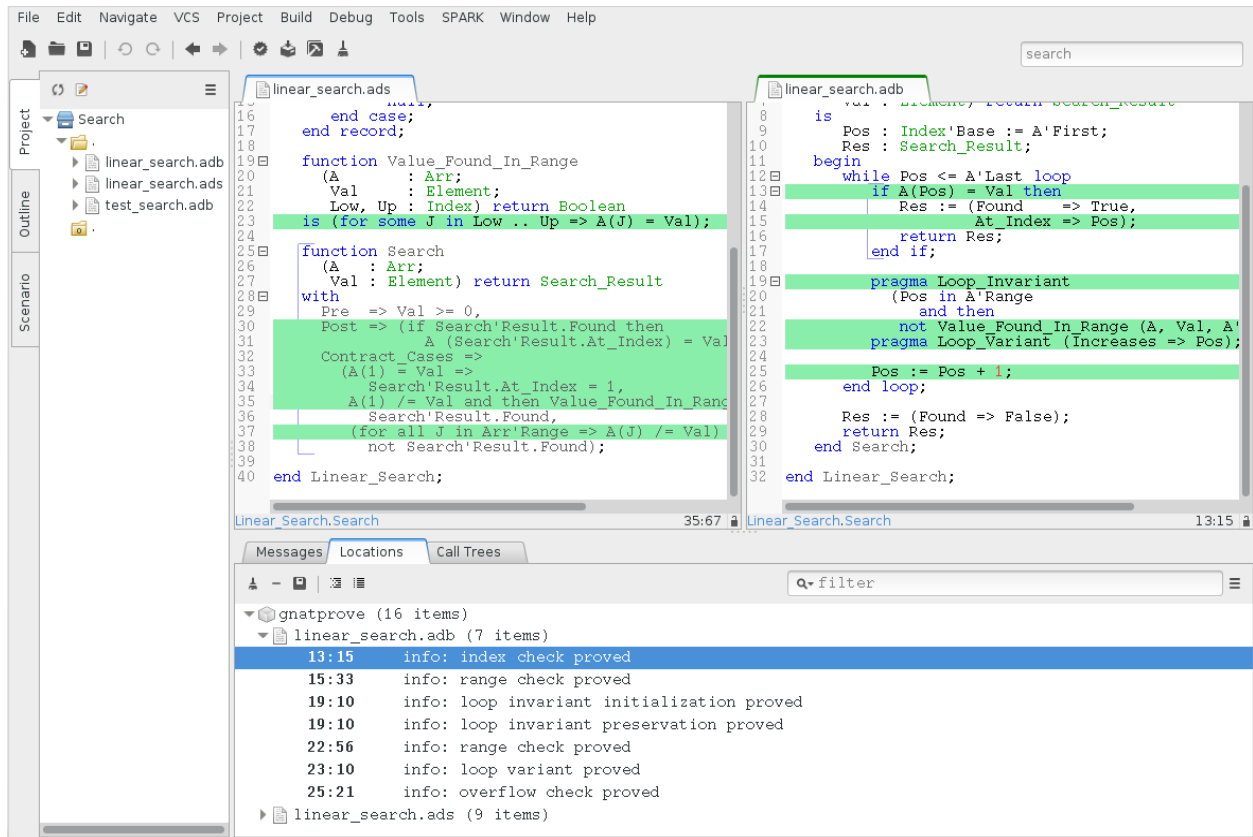 File Edit Navigate VCS Project Build Debug Tools SPARK Window Help
search
Project
Outline
Scenario
Search
.
linear_search.adb
linear_search.ads
test_search.adb
.
linear_search.ads
16 end case;
17 end record;
18
19 function Value_Found_In_Range
20 (A : Arr;
21 Val : Element;
22 Low, Up : Index) return Boolean
23 is (for some J in Low .. Up => A(J) = Val);
24
25 function Search
26 (A : Arr;
27 Val : Element) return Search_Result
28 with
29 Pre => Val >= 0,
30 Post => (if Search'Result.Found then
31 A (Search'Result.At_Index) = Val
32 Contract_Cases =>
33 (A(1) = Val =>
34 Search'Result.At_Index = 1,
35 A(1) /= Val and then Value_Found_In_Rang
36 Search'Result.Found,
37 (for all J in Arr'Range => A(J) /= Val)
38 not Search'Result.Found);
39
40 end Linear_Search;
Linear_Search.Search 35:67
linear_search.adb
Val : Element) return Search_Result
8 is
9 Pos : Index'Base := A'First;
10 Res : Search_Result;
11 begin
12 while Pos <= A'Last loop
13 if A(Pos) = Val then
14 Res := (Found => True,
15 At_Index => Pos);
16 return Res;
17 end if;
18
19 pragma Loop_Invariant
20 (Pos in A'Range
21 and then
22 not Value_Found_In_Range (A, Val, A'
23 pragma Loop_Variant (Increases => Pos);
24
25 Pos := Pos + 1;
26 end loop;
27
28 Res := (Found => False);
29 return Res;
30 end Search;
31
32 end Linear_Search;
Linear_Search.Search 13:15
Messages Locations Call Trees
filter
gnatprove (16 items)
linear_search.adb (7 items)
13:15 info: index check proved
15:33 info: range check proved
19:10 info: loop invariant initialization proved
19:10 info: loop invariant preservation proved
22:56 info: range check proved
23:10 info: loop variant proved
25:21 info: overflow check proved
linear_search.ads (9 items)